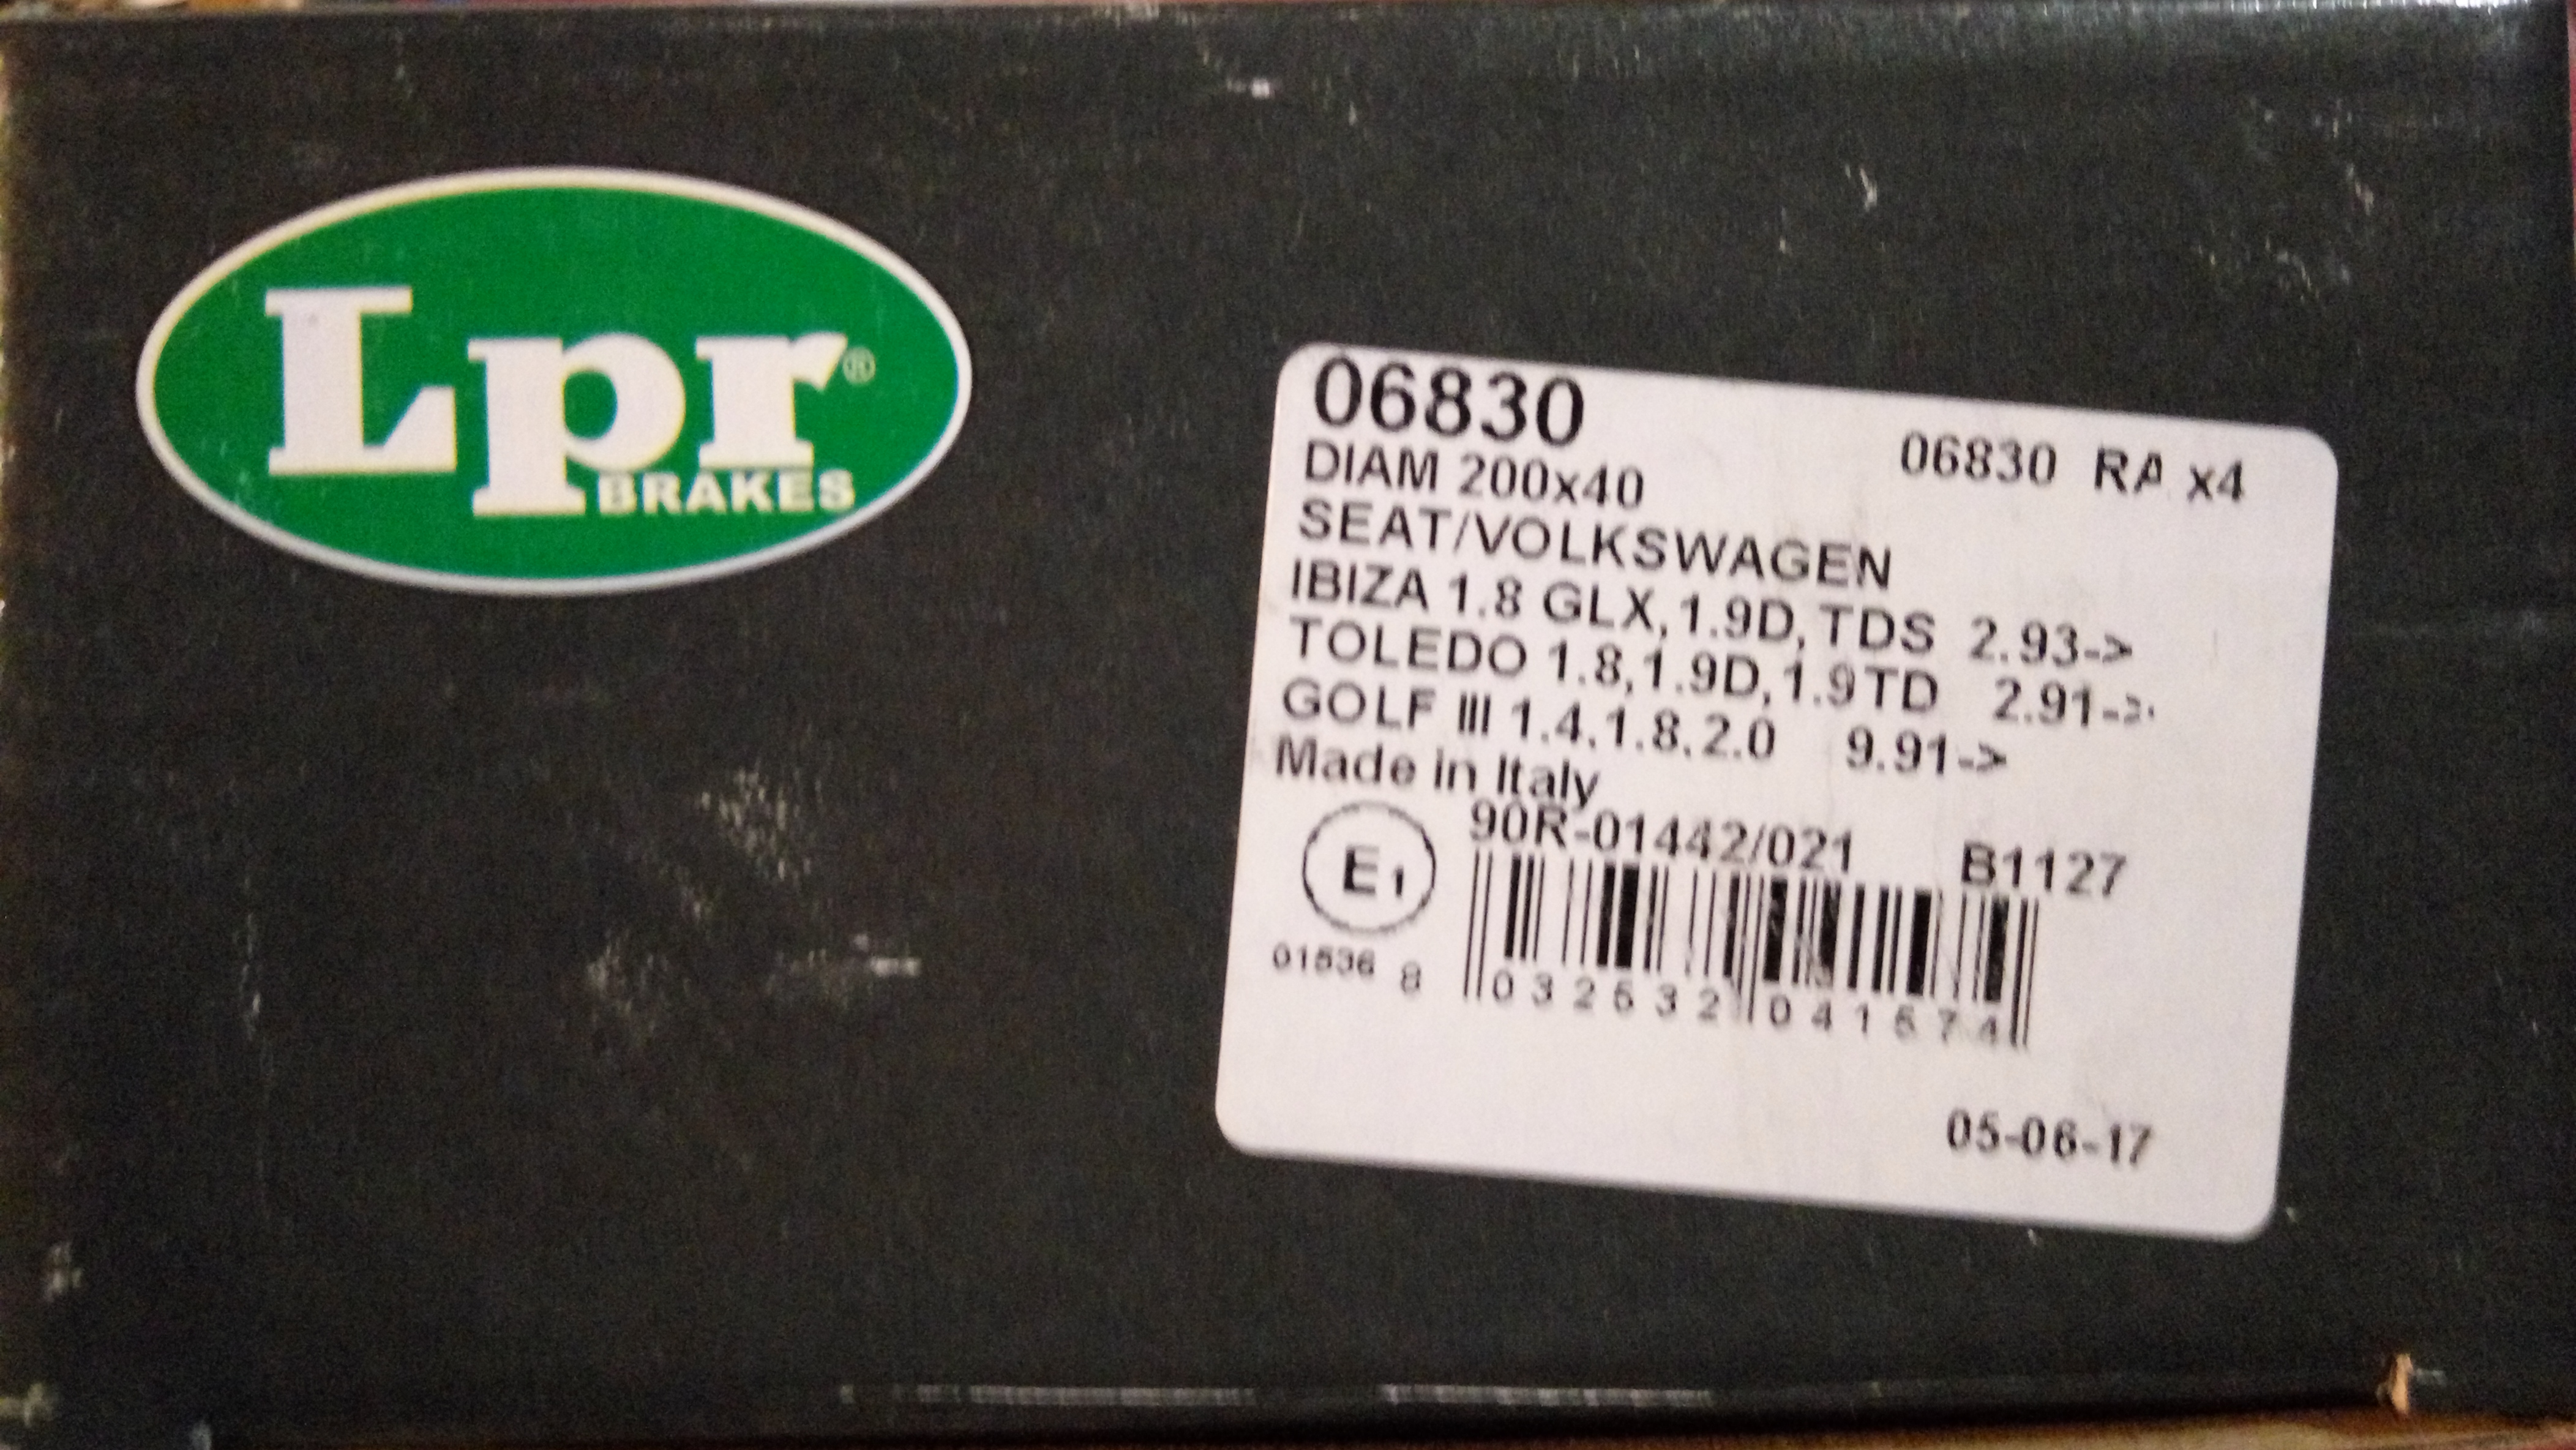 Lpr®
BRAKES
06830
06830 RA x4
DIAM 200x40
SEAT/VOLKSWAGEN
IBIZA 1.8 GLX,1.9D,TDS 2.93->
TOLEDO 1.8,1.9D,1.9TD 2.91->
GOLF III 1.4.1.8.2.0 9.91->
Made in Italy
90R-01442/021 B1127
E1
01536
8 032532 041574
05-06-17